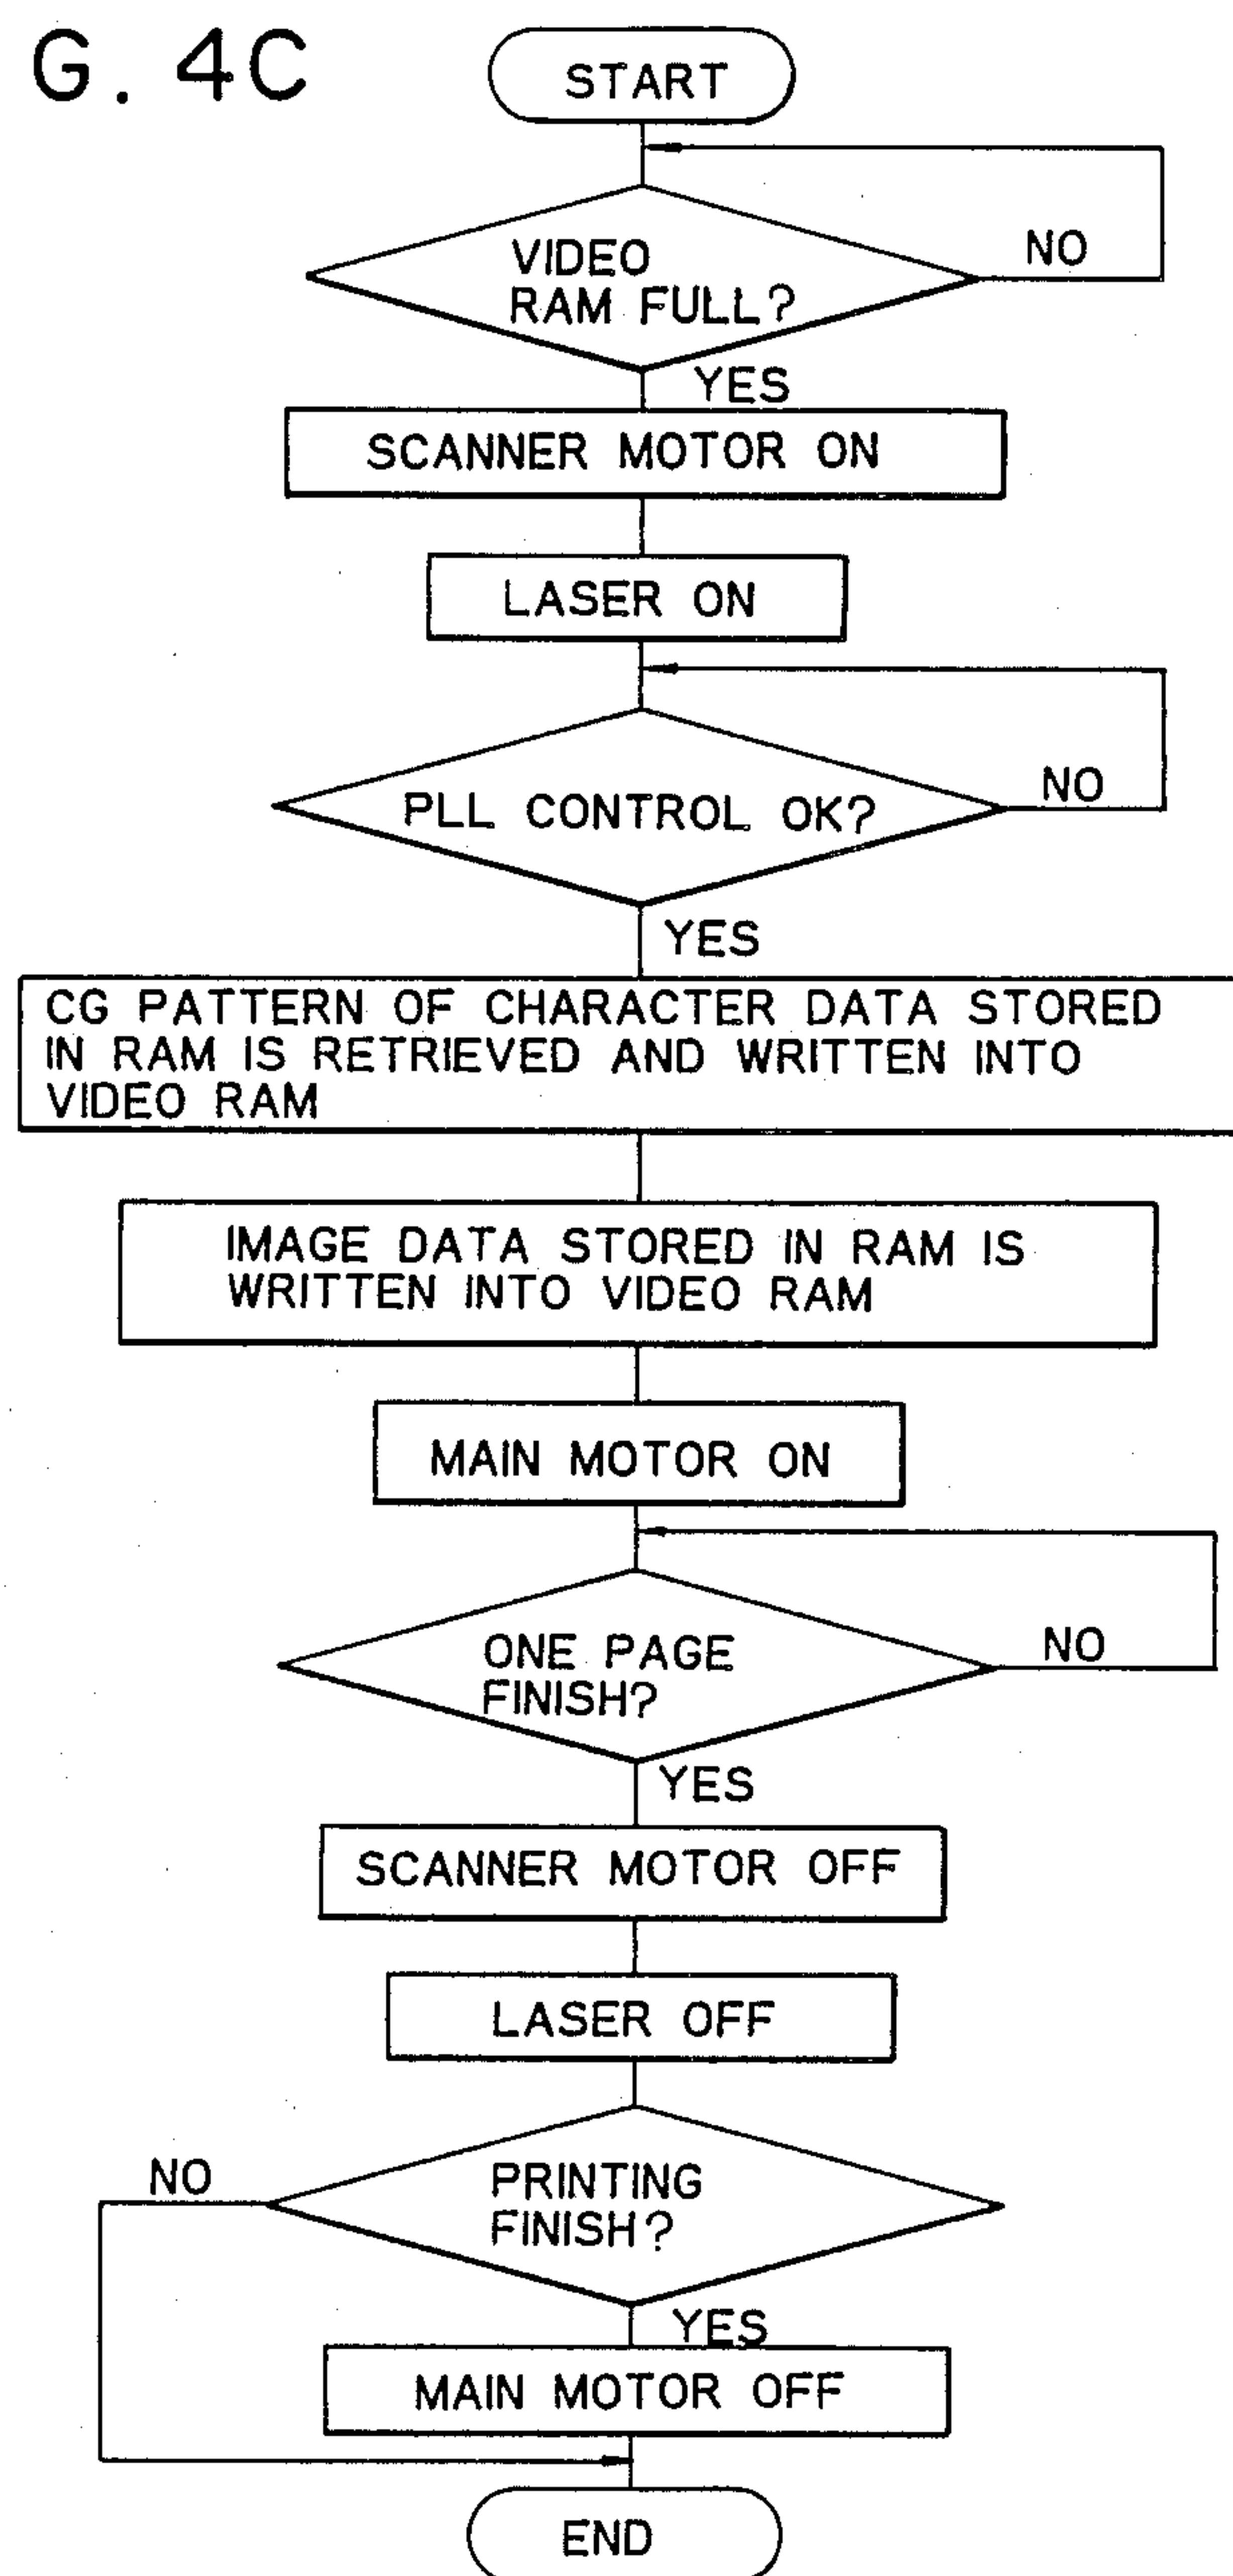 G. 4C
START
VIDEO
RAM FULL?
NO
YES
SCANNER MOTOR ON
LASER ON
PLL CONTROL OK?
NO
YES
CG PATTERN OF CHARACTER DATA STORED
IN RAM IS RETRIEVED AND WRITTEN INTO
VIDEO RAM
IMAGE DATA STORED IN RAM IS
WRITTEN INTO VIDEO RAM
MAIN MOTOR ON
ONE PAGE
FINISH?
NO
YES
SCANNER MOTOR OFF
LASER OFF
PRINTING
FINISH?
NO
YES
MAIN MOTOR OFF
END